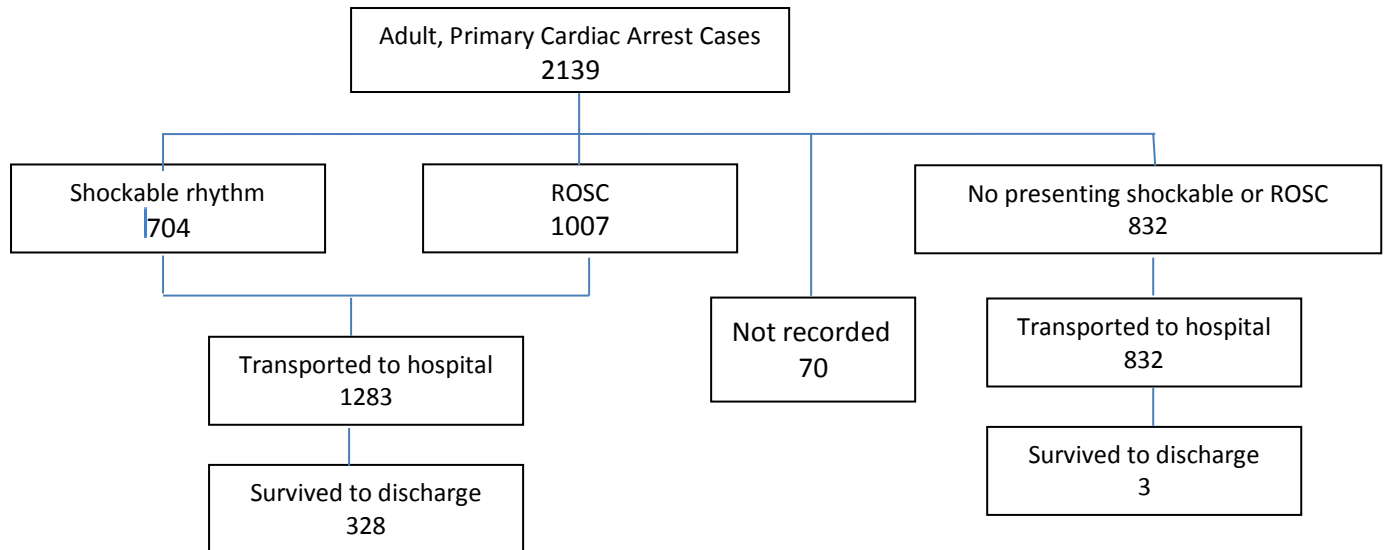 Adult, Primary Cardiac Arrest Cases
2139
Shockable rhythm
704
ROSC
1007
No presenting shockable or ROSC
832
Not recorded
70
Transported to hospital
832
Transported to hospital
1283
Survived to discharge
3
Survived to discharge
328